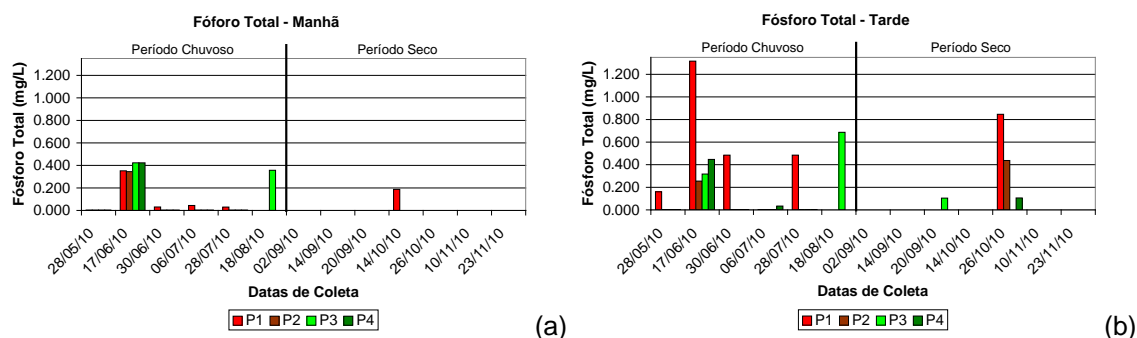 Fóforo Total - Manhã
Período Chuvoso Período Seco
Fósforo Total (mg/L)
1.200
1.000
0.800
0.600
0.400
0.200
0.000
28/05/10 17/06/10 30/06/10 06/07/10 28/07/10 18/08/10 02/09/10 14/09/10 20/09/10 14/10/10 26/10/10 10/11/10 23/11/10
Datas de Coleta
P1 P2 P3 P4
(a)
Fósforo Total - Tarde
Período Chuvoso Período Seco
Fósforo Total (mg/L)
1.200
1.000
0.800
0.600
0.400
0.200
0.000
28/05/10 17/06/10 30/06/10 06/07/10 28/07/10 18/08/10 02/09/10 14/09/10 20/09/10 14/10/10 26/10/10 10/11/10 23/11/10
Datas de Coleta
P1 P2 P3 P4
(b)